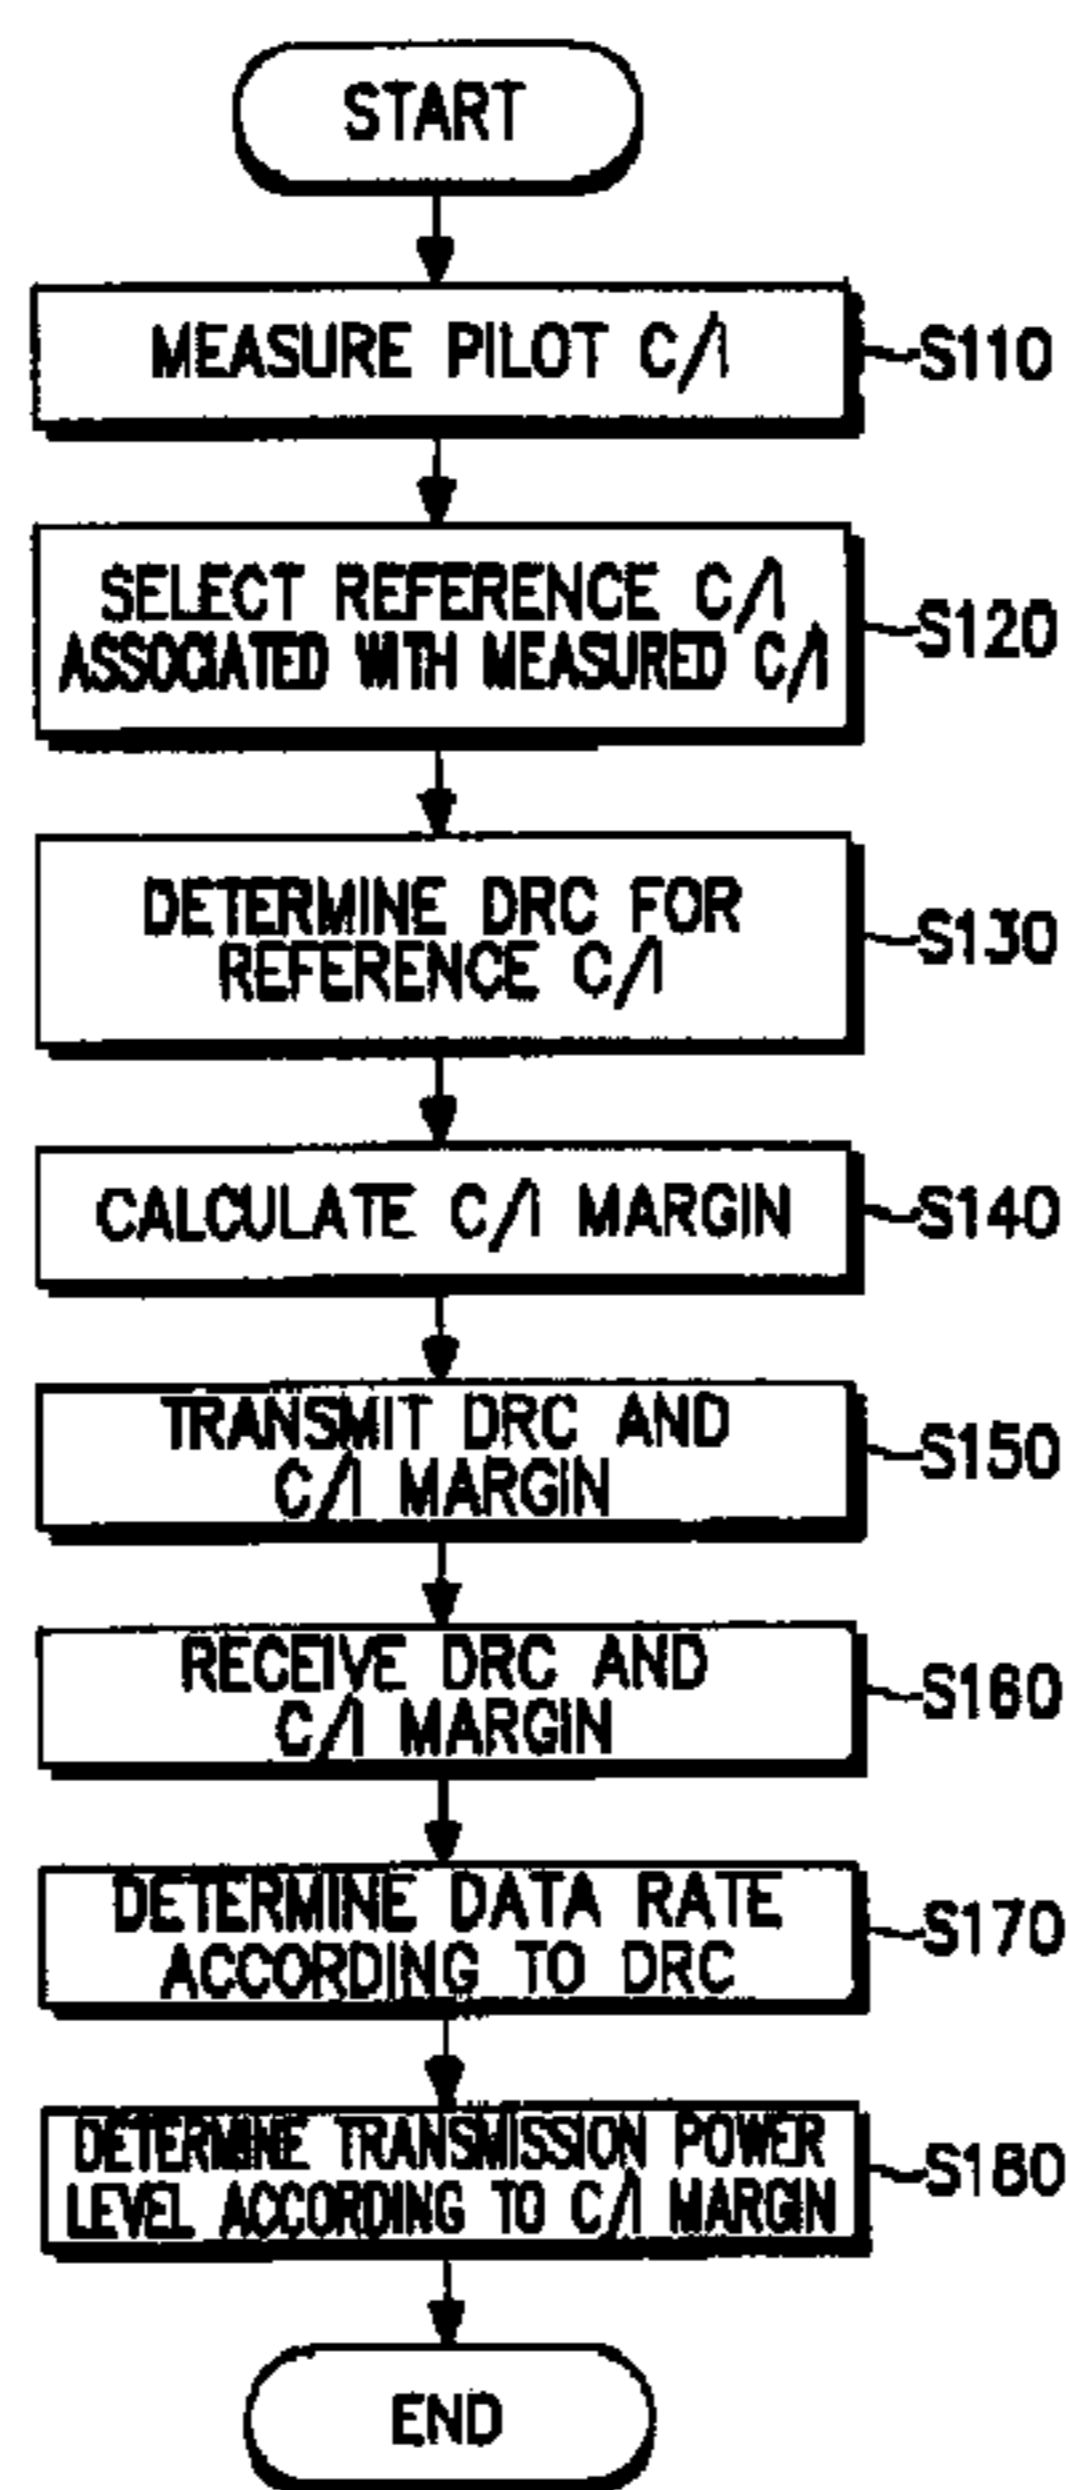 START
MEASURE PILOT C/I
S110
SELECT REFERENCE C/I
ASSOCIATED WITH MEASURED C/I
S120
DETERMINE DRC FOR
REFERENCE C/I
S130
CALCULATE C/I MARGIN
S140
TRANSMIT DRC AND
C/I MARGIN
S150
RECEIVE DRC AND
C/I MARGIN
S160
DETERMINE DATA RATE
ACCORDING TO DRC
S170
DETERMINE TRANSMISSION POWER
LEVEL ACCORDING TO C/I MARGIN
S180
END